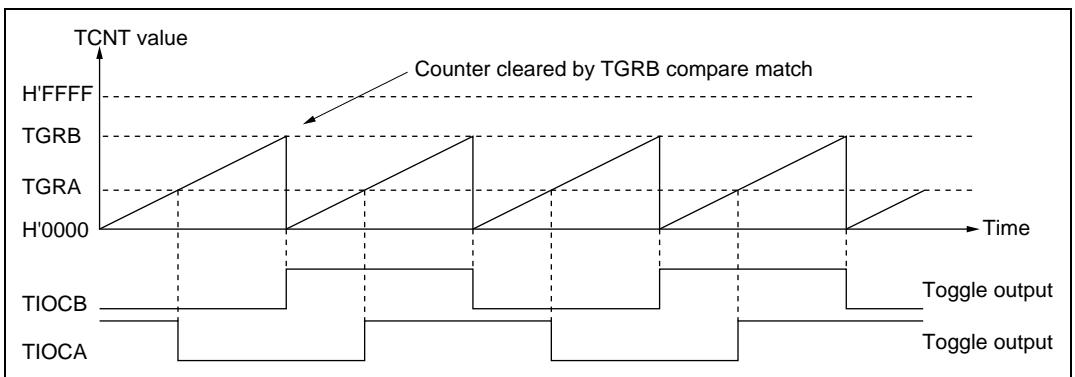 TCNT value
Counter cleared by TGRB compare match
H'FFFF
TGRB
TGRA
H'0000
Time
TIOCB
Toggle output
TIOCA
Toggle output